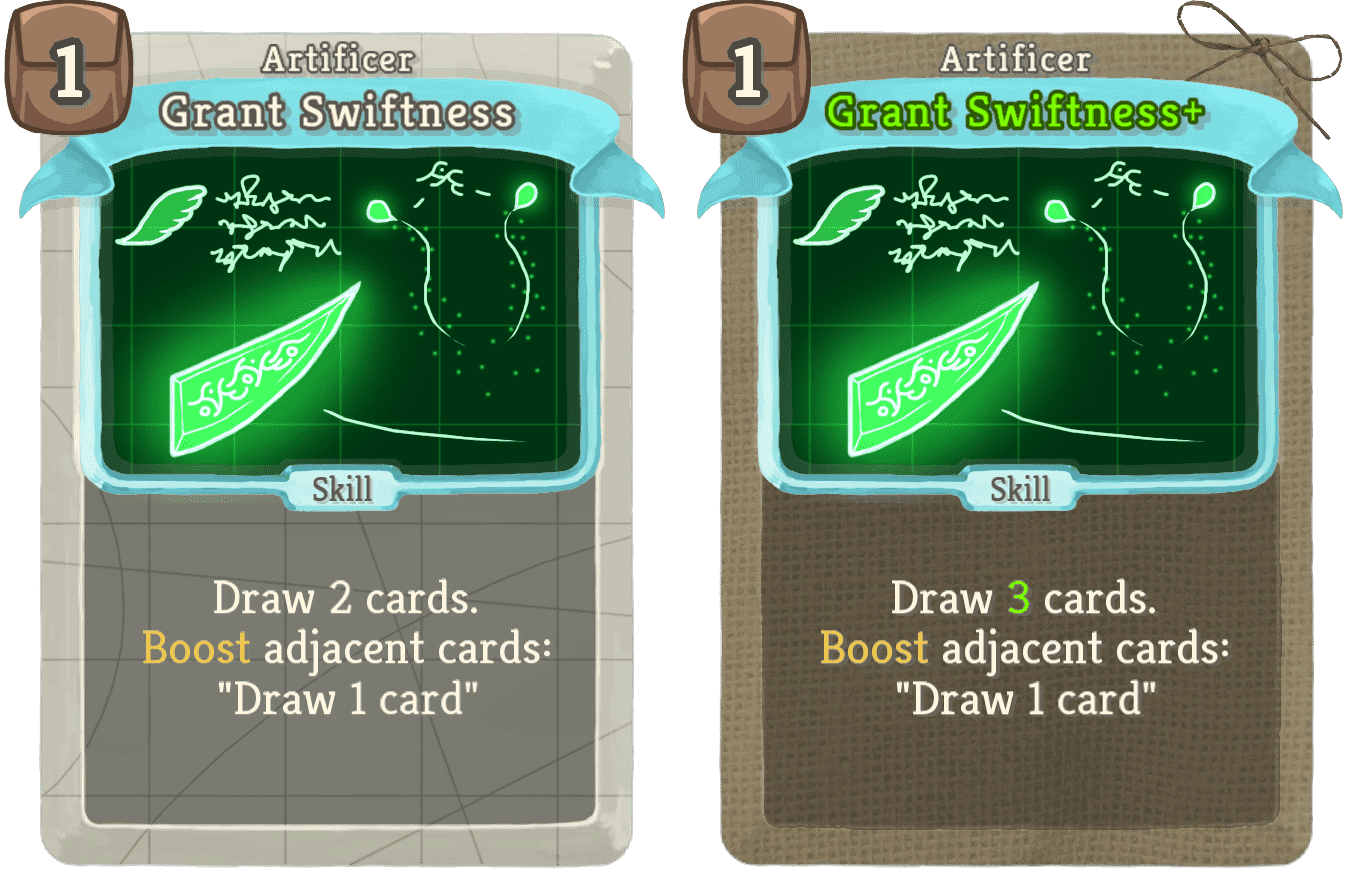 1
Artificer
Grant Swiftness
Skill
Draw 2 cards.
Boost adjacent cards:
"Draw 1 card"
1
Artificer
Grant Swiftness+
Skill
Draw 3 cards.
Boost adjacent cards:
"Draw 1 card"